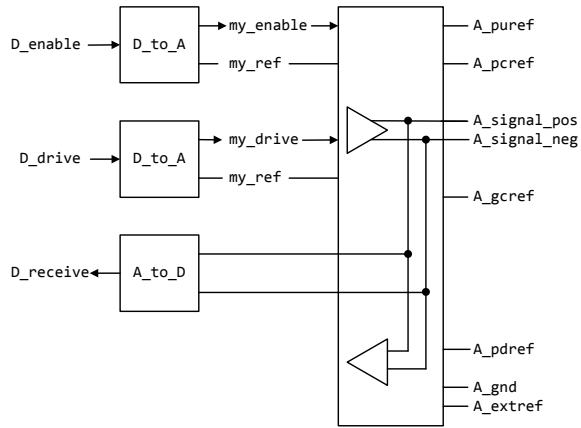 D_enable
D_to_A
my_enable
my_ref
A_puref
A_pcref
D_drive
D_to_A
my_drive
my_ref
A_signal_pos
A_signal_neg
A_gcref
D_receive
A_to_D
A_pdref
A_gnd
A_extref